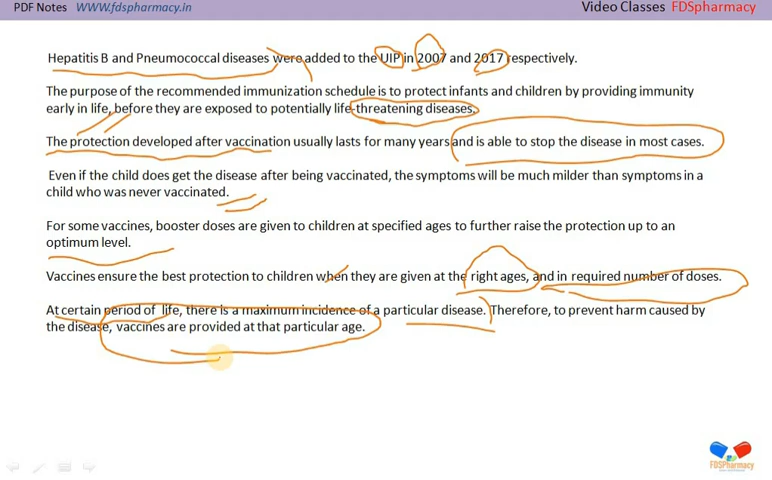 PDF Notes WWW.fdspharmacy.in
Video Classes FDSpharmacy
Hepatitis B and Pneumococcal diseases were added to the UIP in 2007 and 2017 respectively.
The purpose of the recommended immunization schedule is to protect infants and children by providing immunity
early in life, before they are exposed to potentially life-threatening diseases.
The protection developed after vaccination usually lasts for many years and is able to stop the disease in most cases.
Even if the child does get the disease after being vaccinated, the symptoms will be much milder than symptoms in a
child who was never vaccinated.
For some vaccines, booster doses are given to children at specified ages to further raise the protection up to an
optimum level.
Vaccines ensure the best protection to children when they are given at the right ages, and in required number of doses.
At certain period of life, there is a maximum incidence of a particular disease. Therefore, to prevent harm caused by
the disease, vaccines are provided at that particular age.
FDSPharmacy